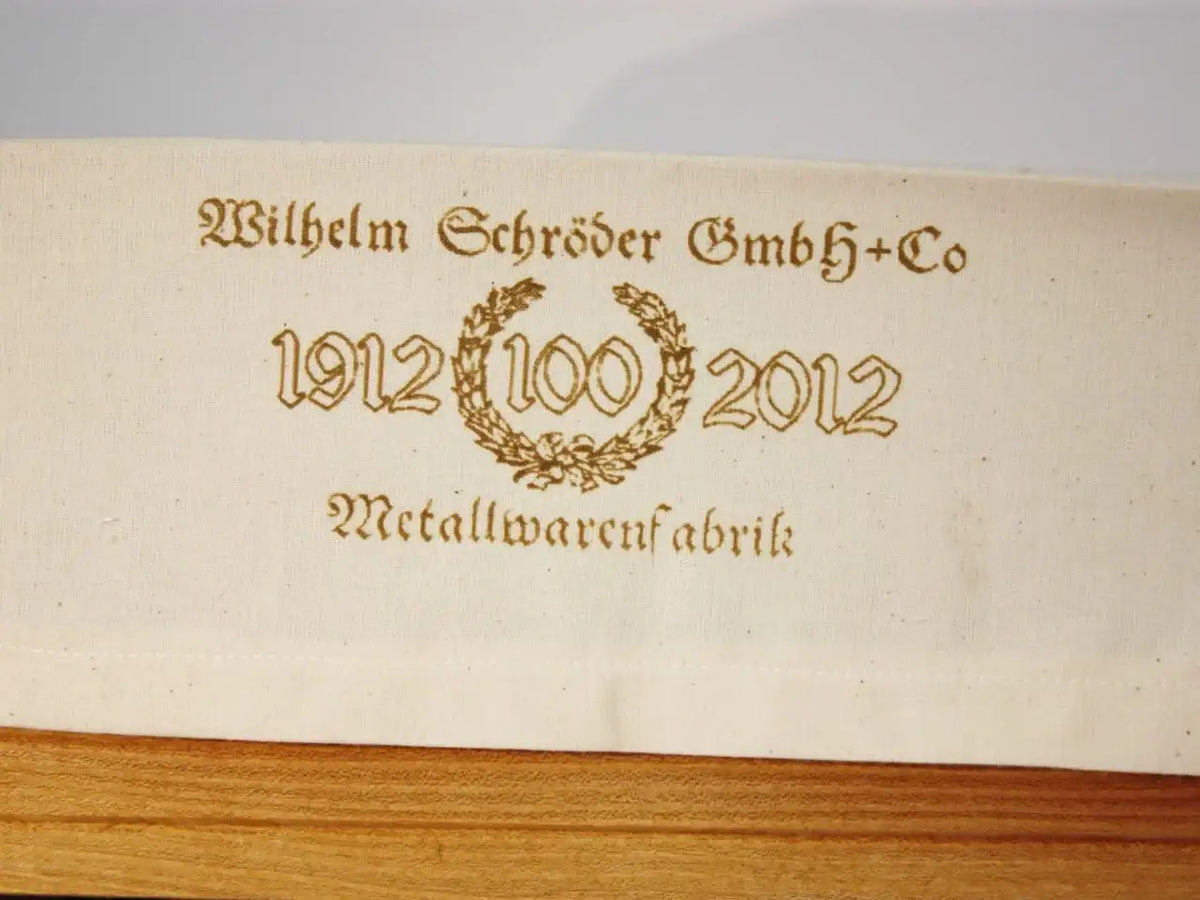 Wilhelm Schröder GmbH+Co
1912 100 2012
Metallwarenfabrik